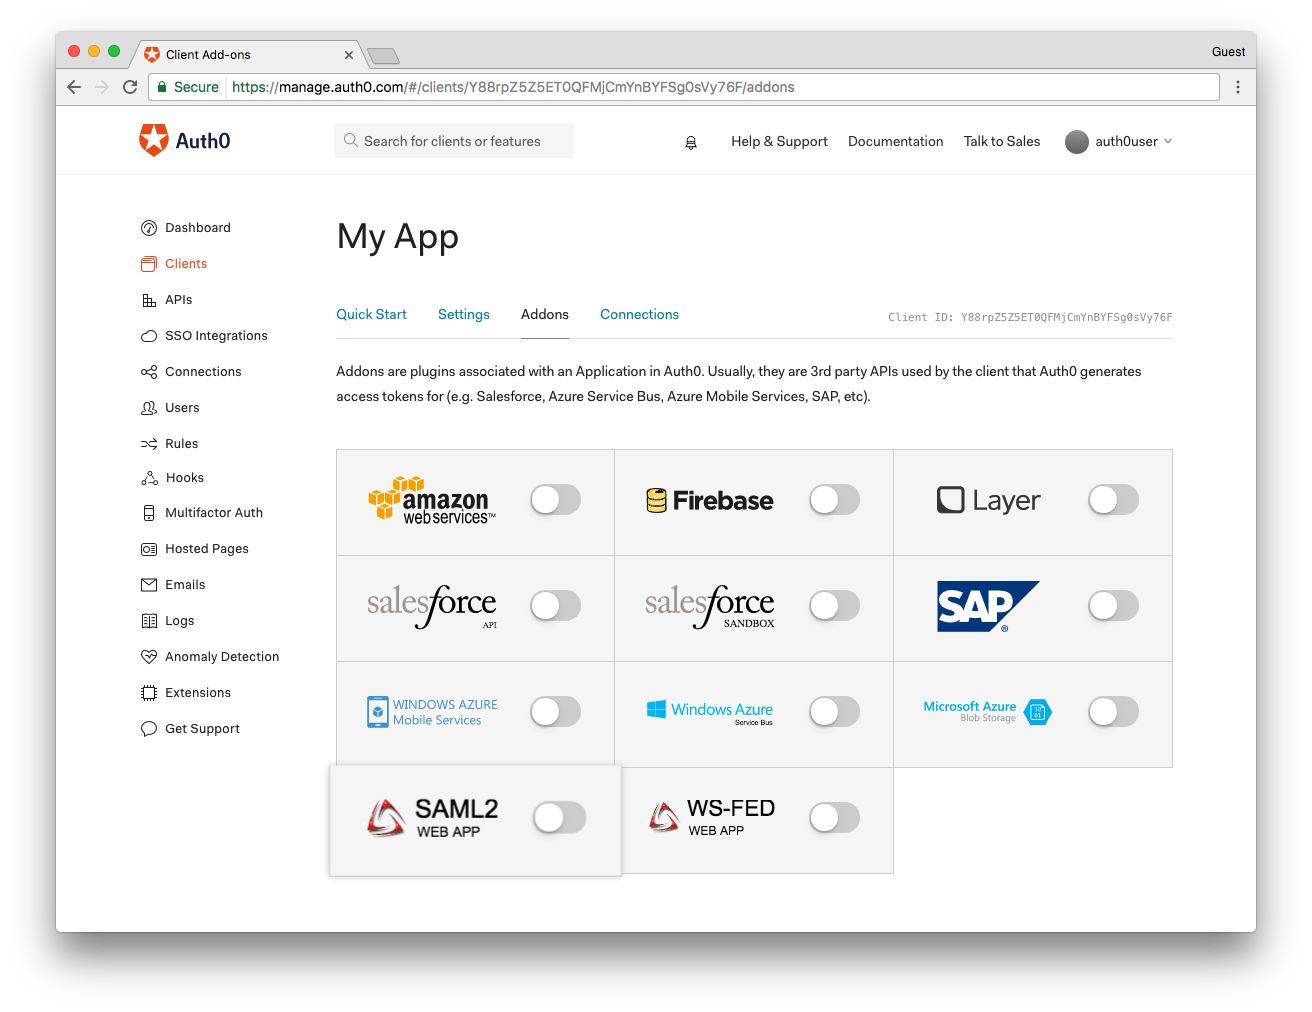 Client Add-ons
Guest
Secure
https://manage.auth0.com/#/clients/Y88rpZ5Z5ET0QFMjCmYnBYFSg0sVy76F/addons
Auth0
Search for clients or features
Help & Support
Documentation
Talk to Sales
auth0user
Dashboard
Clients
APIs
SSO Integrations
Connections
Users
Rules
Hooks
Multifactor Auth
Hosted Pages
Emails
Logs
Anomaly Detection
Extensions
Get Support
My App
Quick Start
Settings
Addons
Connections
Client ID: Y88rpZ5Z5ET0QFMjCmYnBYFSg0sVy76F
Addons are plugins associated with an Application in Auth0. Usually, they are 3rd party APIs used by the client that Auth0 generates
access tokens for (e.g. Salesforce, Azure Service Bus, Azure Mobile Services, SAP, etc).
amazon
webservices™
Firebase
Layer
salesforce
API
salesforce
SANDBOX
SAP®
WINDOWS AZURE
Mobile Services
Windows Azure
Service Bus
Microsoft Azure
Blob Storage
10
01
SAML2
WEB APP
WS-FED
WEB APP